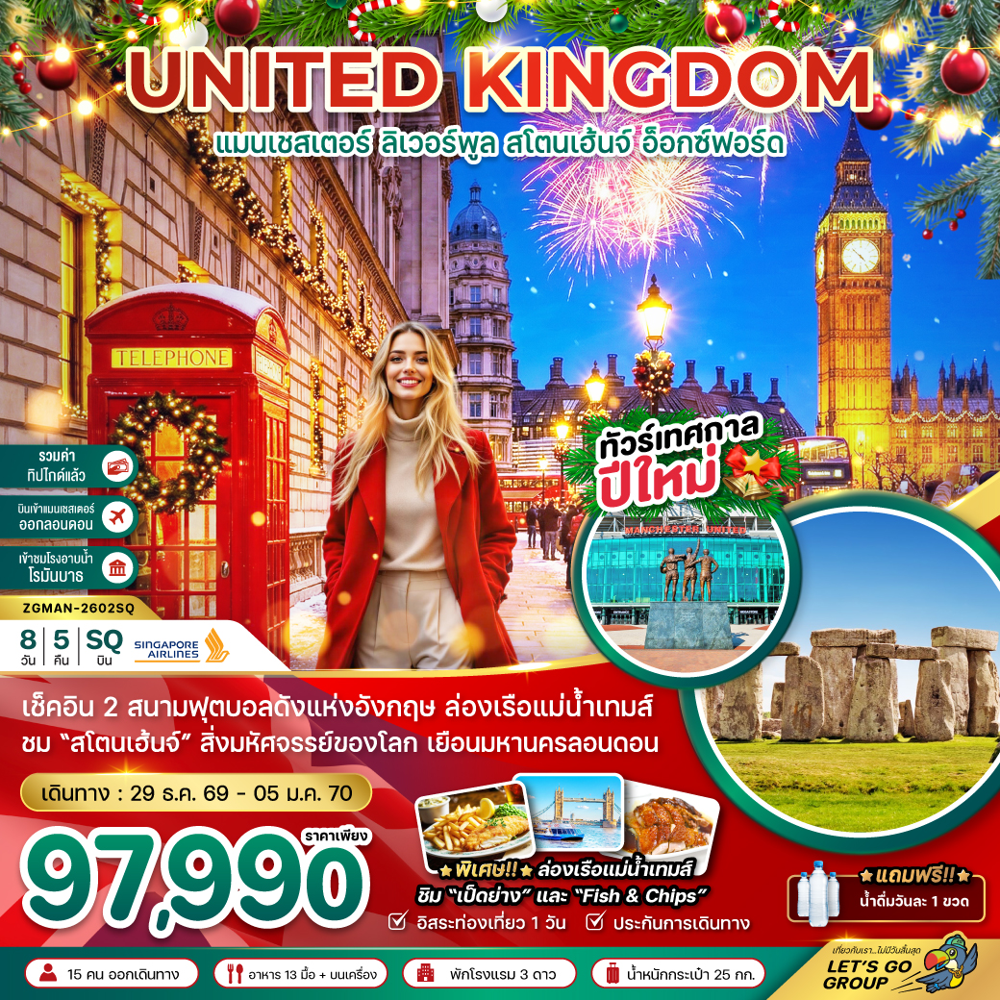 UNITED KINGDOM
แมนเชสเตอร์ ลิเวอร์พูล สโตนเฮ้นจ์ อ็อกซ์ฟอร์ด
TELEPHONE
รวมค่า
ทิปไกด์แล้ว
บินเข้าแมนเชสเตอร์
ออกลอนดอน
เข้าชมโรงอาบน้ำ
โรมันบาธ
ทัวร์เทศกาล
ปีใหม่
MANCHESTER UNITED
ZGMAN-2602SQ
8 วัน
5 คืน
SQ บิน
SINGAPORE
AIRLINES
เช็คอิน 2 สนามฟุตบอลดังแห่งอังกฤษ ล่องเรือแม่น้ำเทมส์
ชม “สโตนเฮ้นจ์” สิ่งมหัศจรรย์ของโลก เยือนมหานครลอนดอน
เดินทาง : 29 ธ.ค. 69 - 05 ม.ค. 70
ราคาเพียง
97,990
พิเศษ!! ล่องเรือแม่น้ำเทมส์
ชิม “เป็ดย่าง” และ “Fish & Chips”
อิสระท่องเที่ยว 1 วัน ประกันการเดินทาง
แถมฟรี!!
น้ำดื่มวันละ 1 ขวด
15 คน ออกเดินทาง
อาหาร 13 มื้อ + บนเครื่อง
พักโรงแรม 3 ดาว
น้ำหนักกระเป๋า 25 กก.
เที่ยวกับเรา...ไม่มีวันสิ้นสุด
LET'S GO
GROUP